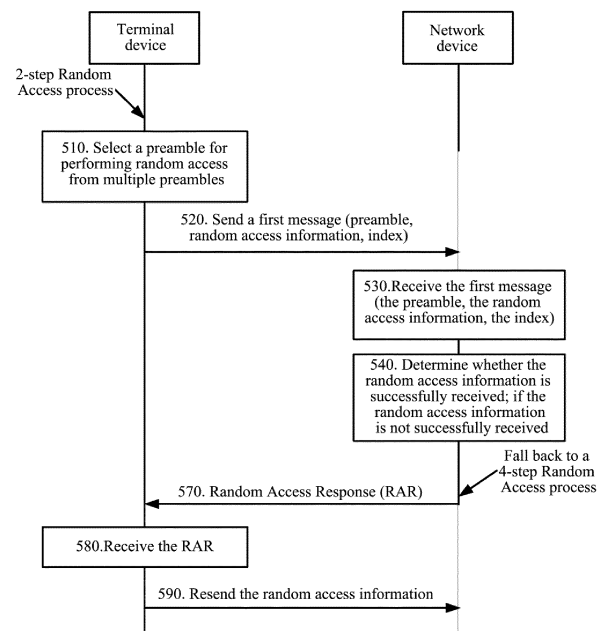 Terminal
device
Network
device
2-step Random
Access process
510. Select a preamble for
performing random access
from multiple preambles
520. Send a first message (preamble,
random access information, index)
530.Receive the first message
(the preamble, the random
access information, the index)
540. Determine whether the
random access information is
successfully received; if the
random access information
is not successfully received
Fall back to a
4-step Random
Access process
570. Random Access Response (RAR)
580.Receive the RAR
590. Resend the random access information